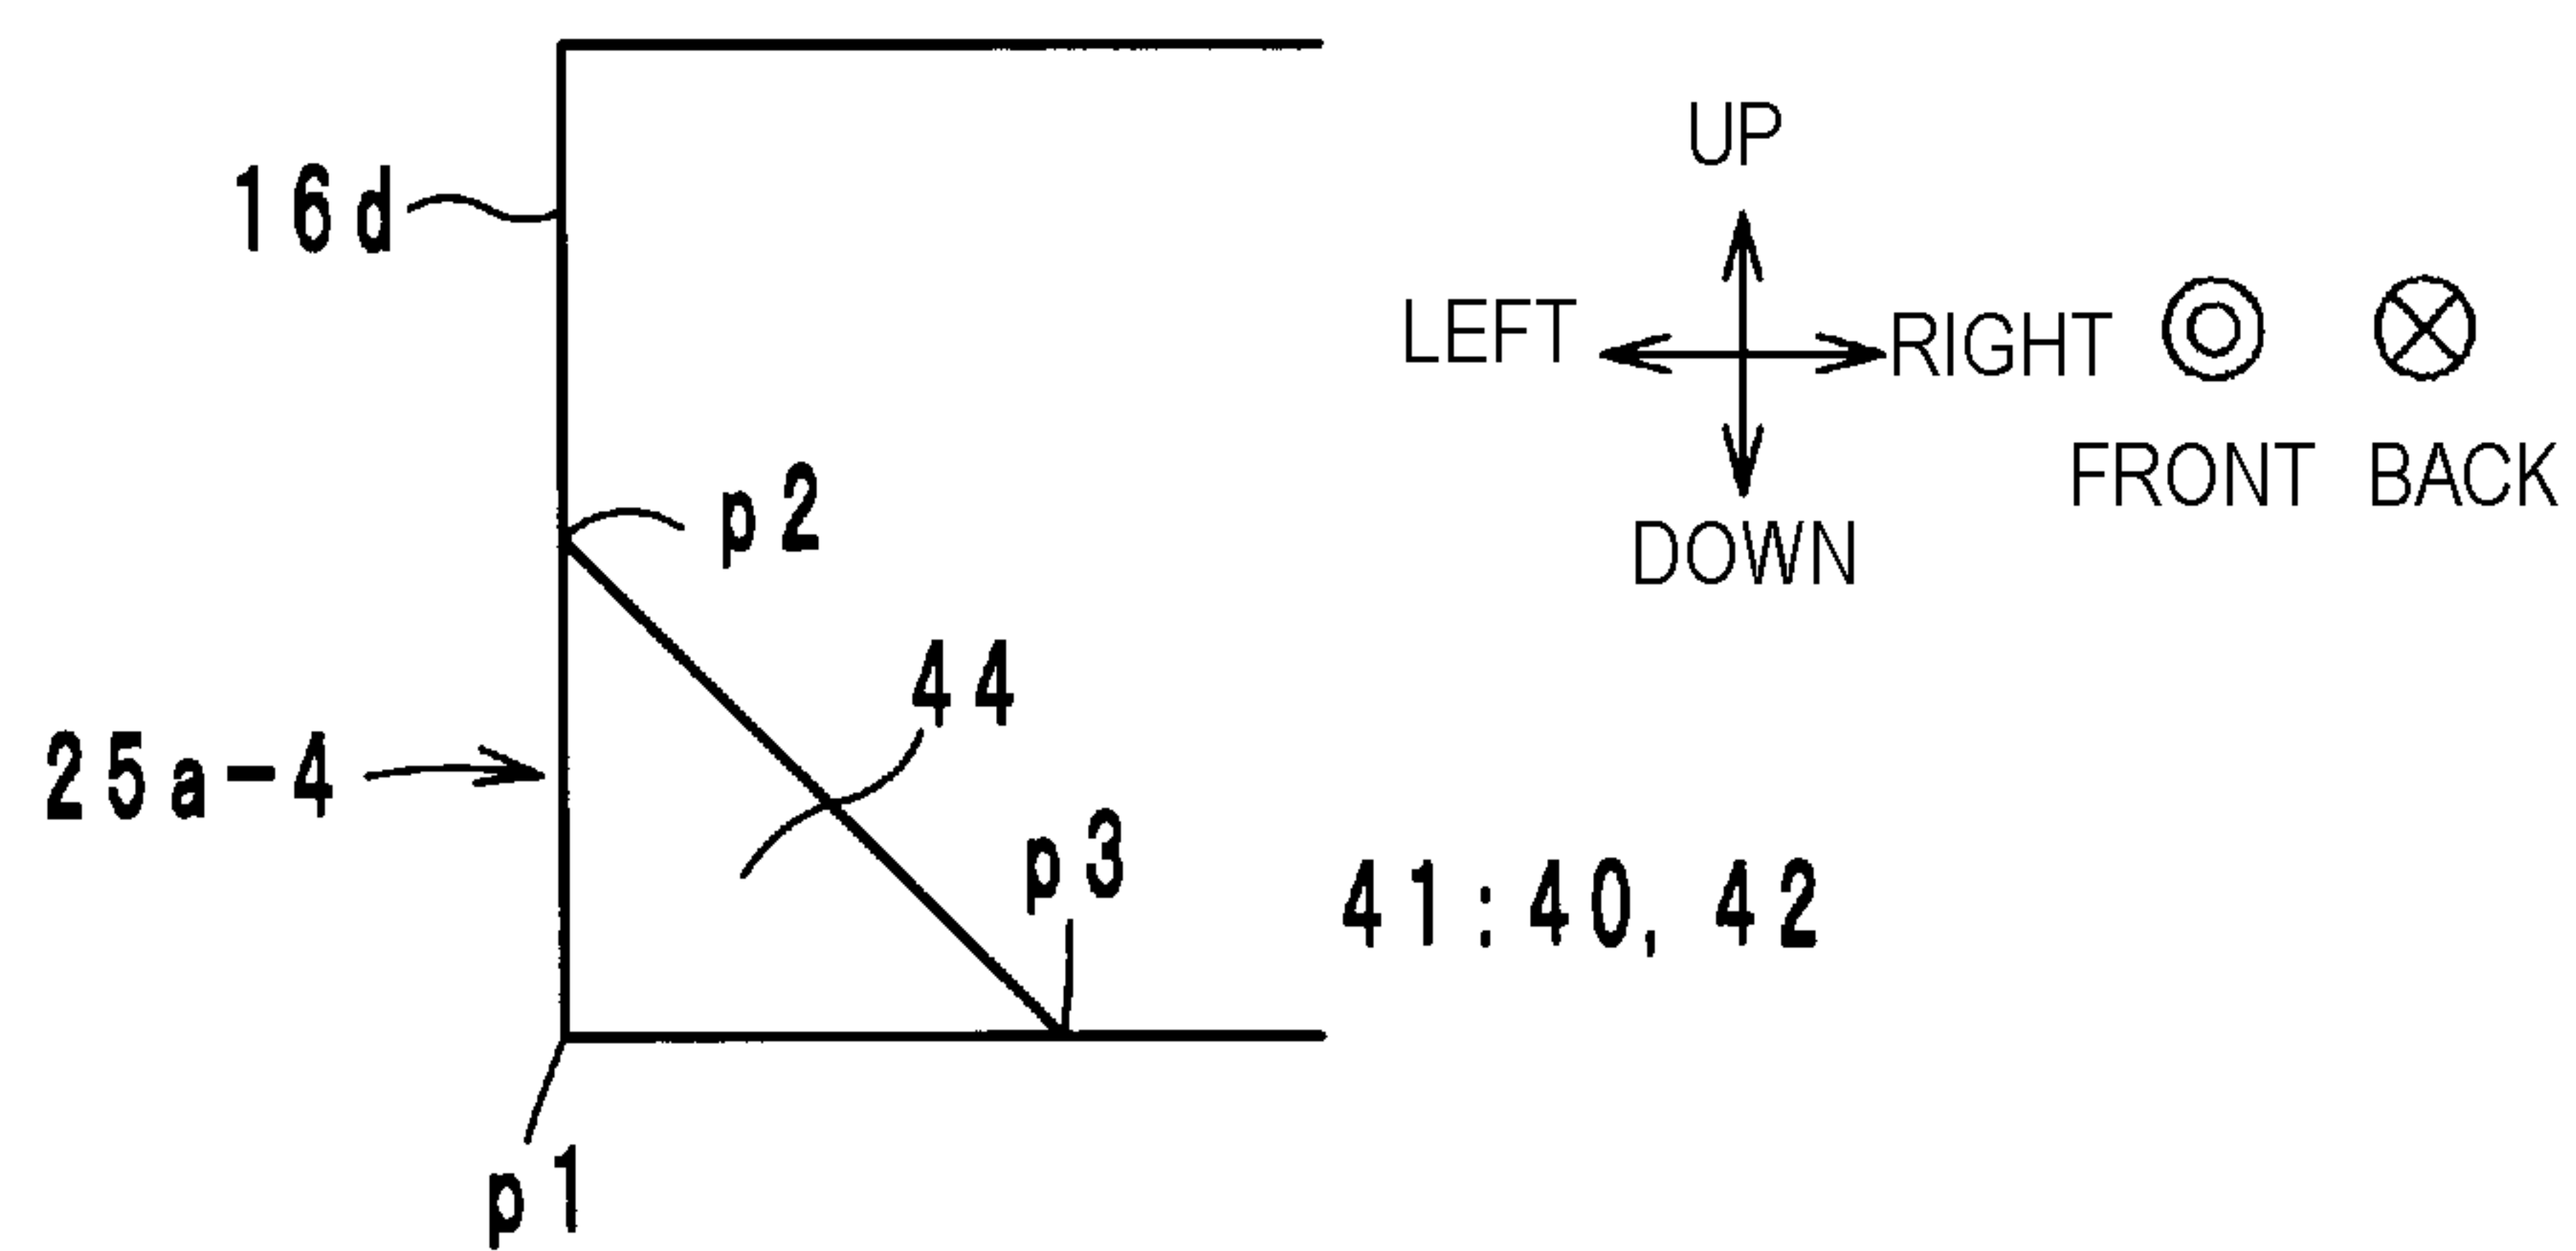 UP
16d
LEFT
RIGHT
FRONT
BACK
p2
DOWN
44
25a-4
p3
41:40, 42
p1